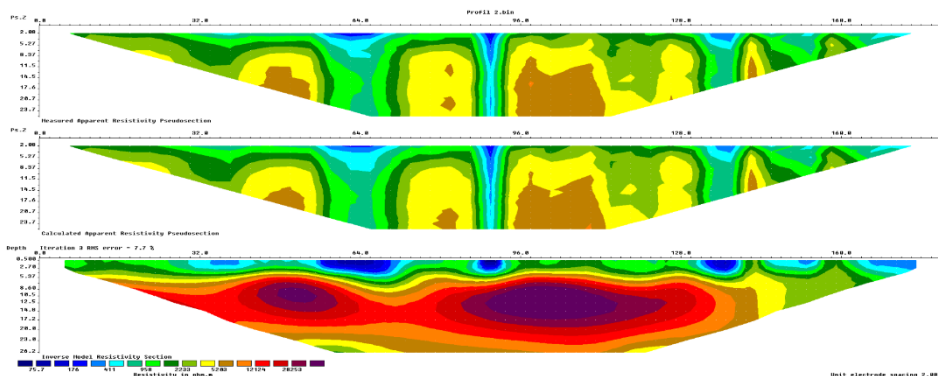 Profil 2.bin
Ps.Z 0.0 32.0 64.0 96.0 128.0 160.0
2.00
5.27
8.37
11.5
14.5
17.6
20.7
23.7
Measured Apparent Resistivity Pseudosection
Ps.Z 0.0 32.0 64.0 96.0 128.0 160.0
2.00
5.27
8.37
11.5
14.5
17.6
20.7
23.7
Calculated Apparent Resistivity Pseudosection
Depth Iteration 3 RMS error = 7.7 %
0.0 32.0 64.0 96.0 128.0 160.0
0.500
2.70
5.37
8.60
10.5
12.5
14.8
17.2
23.0
26.2
Inverse Model Resistivity Section
75.7 176 411 958 2233 5203 12124 28253
Resistivity in ohm.m
Unit electrode spacing 2.00